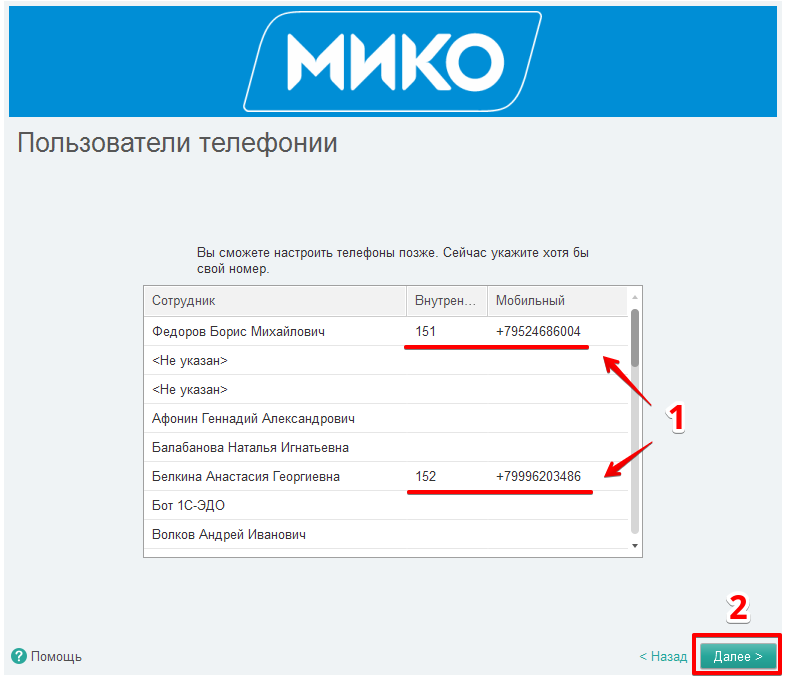 МИКО
Пользователи телефонии
Вы сможете настроить телефоны позже. Сейчас укажите хотя бы
свой номер.
Сотрудник Внутрен... Мобильный
Федоров Борис Михайлович 151 +79524686004
<Не указан>
<Не указан>
Афонин Геннадий Александрович
1
Балабанова Наталья Игнатьевна
Белкина Анастасия Георгиевна 152 +79996203486
Бот 1С-ЭДО
Волков Андрей Иванович
2
? Помощь < Назад Далее >